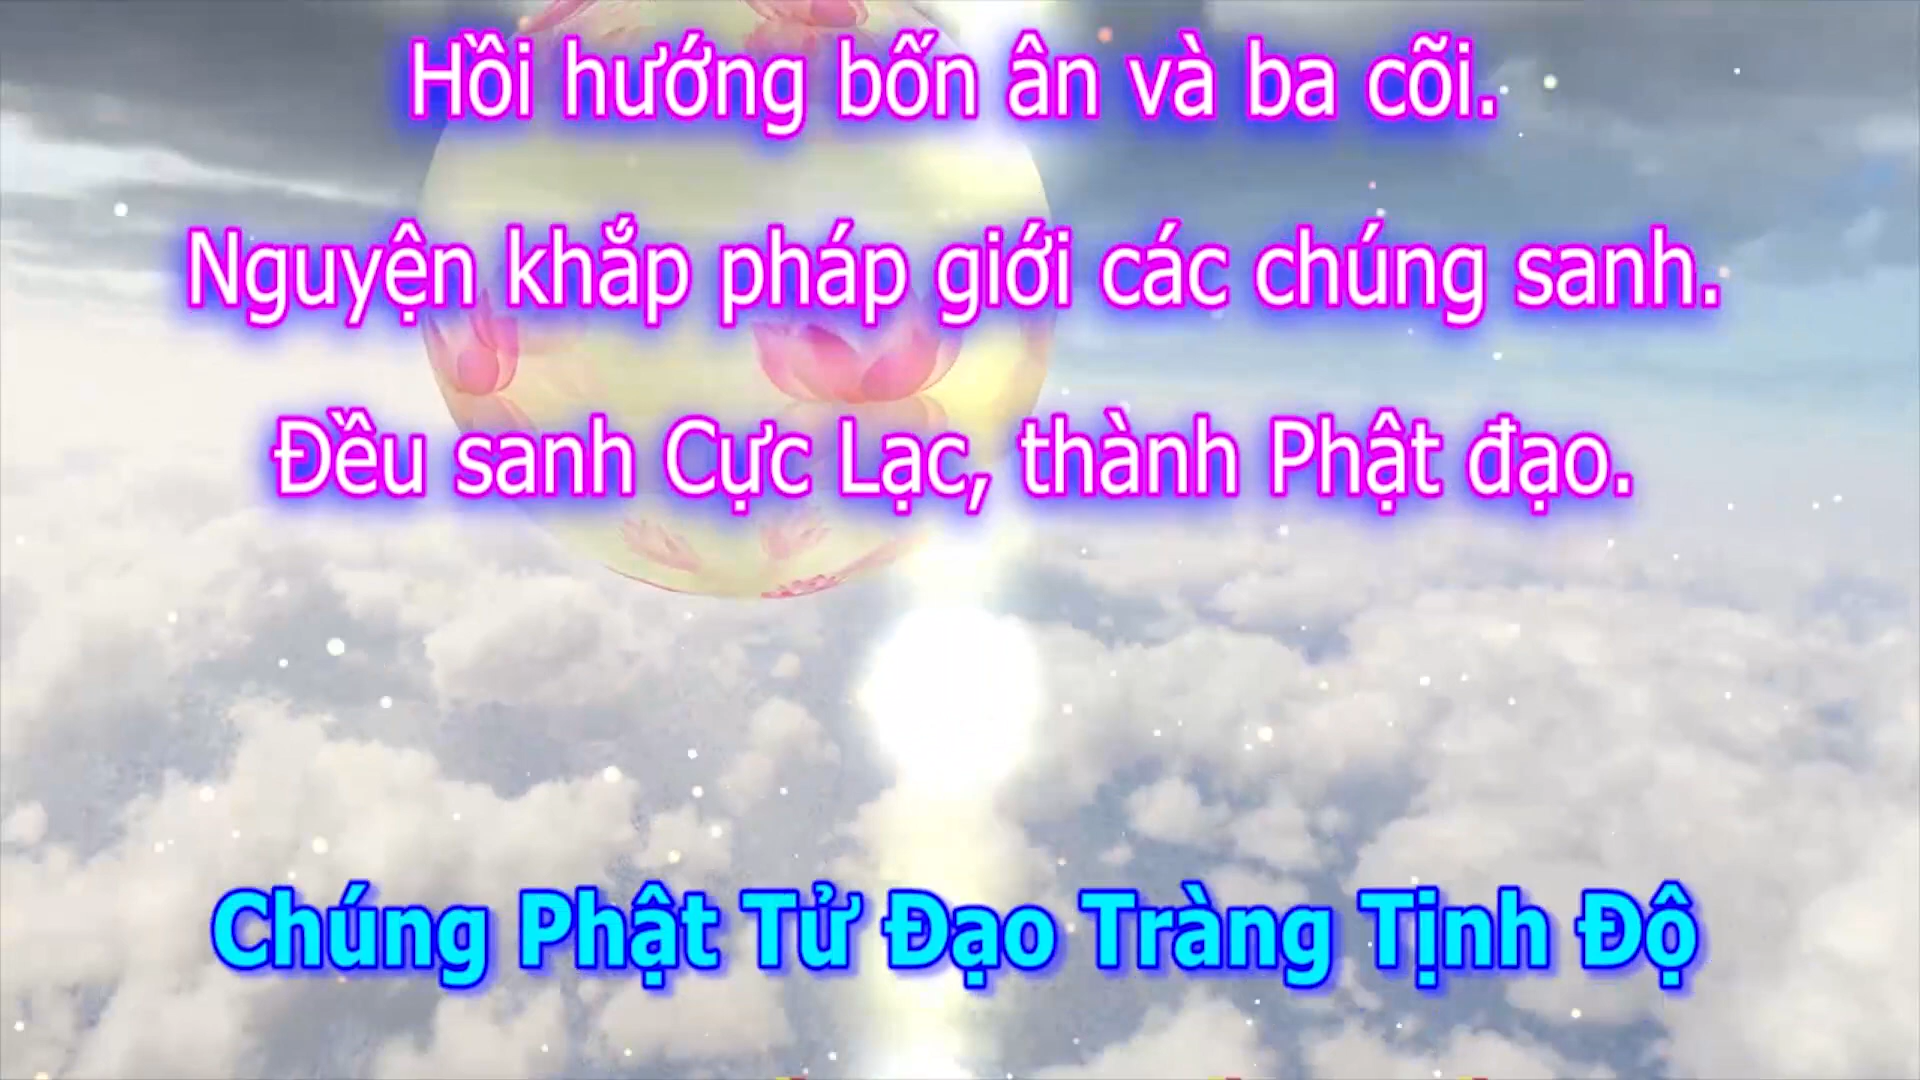 Hồi hướng bốn ân và ba cõi.
Nguyện khắp pháp giới các chúng sanh.
Đều sanh Cực Lạc, thành Phật đạo.
Chúng Phật Tử Đạo Tràng Tịnh Độ